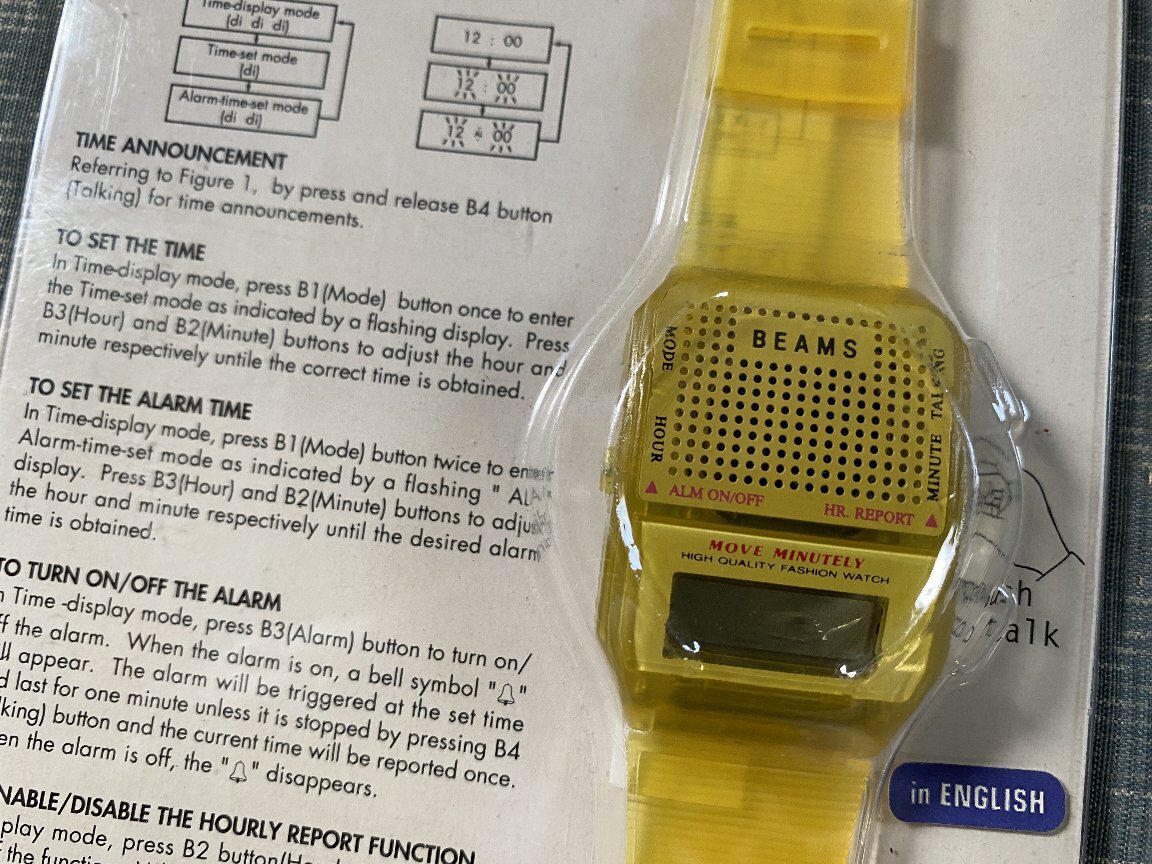 Time-display mode
(di di di)
Time-set mode
(di)
Alarm-time-set mode
(di di)
12 : 00
12 : 00
12 : 00
TIME ANNOUNCEMENT
Referring to Figure 1, by press and release B4 button
(Talking) for time announcements.
TO SET THE TIME
In Time-display mode, press B1(Mode) button once to enter
the Time-set mode as indicated by a flashing display. Press
B3(Hour) and B2(Minute) buttons to adjust the hour and
minute respectively untile the correct time is obtained.
TO SET THE ALARM TIME
In Time-display mode, press B1(Mode) button twice to
Alarm-time-set mode as indicated by a flashing "
display. Press B3(Hour) and B2(Minute) buttons to
the hour and minute respectively until the desired alarm
time is obtained.
TO TURN ON/OFF THE ALARM
Time -display mode, press B3(Alarm) button to turn on/
the alarm. When the alarm is on, a bell symbol "🔔"
appear. The alarm will be triggered at the set time
last for one minute unless it is stopped by pressing B4
button and the current time will be reported once.
the alarm is off, the "🔔" disappears.
THE HOURLY REPORT FUNCTION
mode, press B2
the
BEAMS
MODE
TALKING
HOUR
MINUTE
▲ ALM ON/OFF
HR. REPORT ▲
MOVE MINUTELY
HIGH QUALITY FASHION WATCH
in ENGLISH